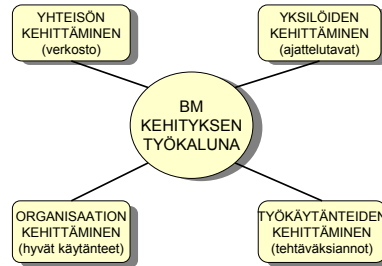 YHTEISÖN
KEHITTÄMINEN
(verkosto)
YKSILÖIDEN
KEHITTÄMINEN
(ajattelutavat)
BM
KEHITYKSEN
TYÖKALUNA
ORGANISAATION
KEHITTÄMINEN
(hyvät käytänteet)
TYÖKÄYTÄNTEIDEN
KEHITTÄMINEN
(tehtäväksiannot)